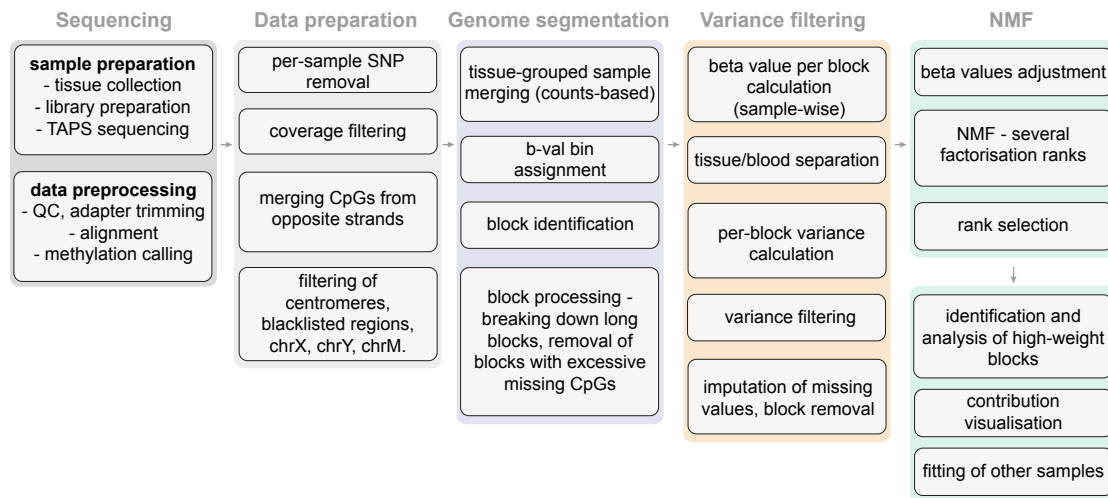 Sequencing
sample preparation
- tissue collection
- library preparation
- TAPS sequencing
data preprocessing
- QC, adapter trimming
- alignment
- methylation calling
Data preparation
per-sample SNP
removal
coverage filtering
merging CpGs from
opposite strands
filtering of
centromeres,
blacklisted regions,
chrX, chrY, chrM.
Genome segmentation
tissue-grouped sample
merging (counts-based)
b-val bin
assignment
block identification
block processing -
breaking down long
blocks, removal of
blocks with excessive
missing CpGs
Variance filtering
beta value per block
calculation
(sample-wise)
tissue/blood separation
per-block variance
calculation
variance filtering
imputation of missing
values, block removal
NMF
beta values adjustment
NMF - several
factorisation ranks
rank selection
identification and
analysis of high-weight
blocks
contribution
visualisation
fitting of other samples